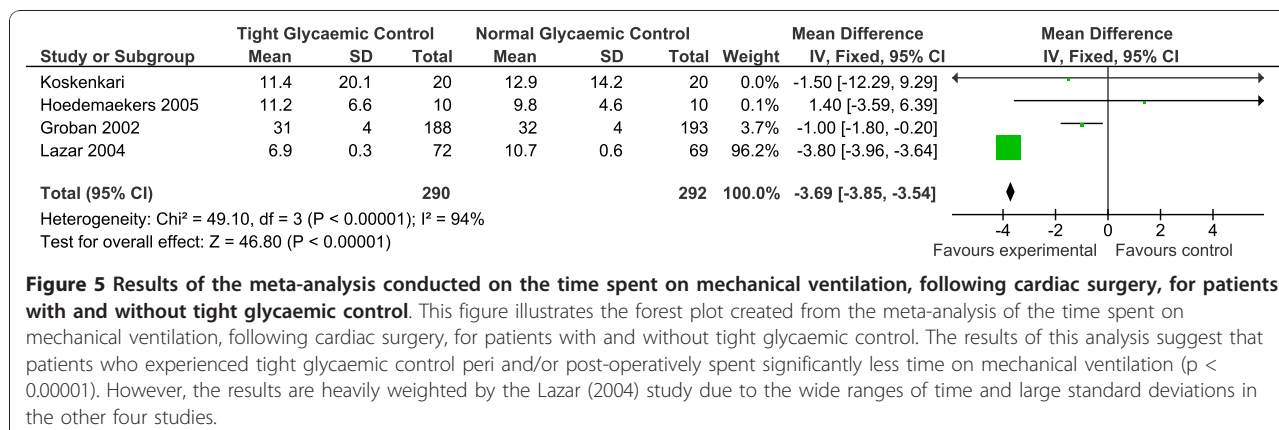 Tight Glycaemic Control Normal Glycaemic Control Mean Difference Mean Difference
Study or Subgroup Mean SD Total Mean SD Total Weight IV, Fixed, 95% CI IV, Fixed, 95% CI
Koskenkari 11.4 20.1 20 12.9 14.2 20 0.0% -1.50 [-12.29, 9.29]
Hoedemaekers 2005 11.2 6.6 10 9.8 4.6 10 0.1% 1.40 [-3.59, 6.39]
Groban 2002 31 4 188 32 4 193 3.7% -1.00 [-1.80, -0.20]
Lazar 2004 6.9 0.3 72 10.7 0.6 69 96.2% -3.80 [-3.96, -3.64]
Total (95% CI) 290 292 100.0% -3.69 [-3.85, -3.54]
Heterogeneity: Chi² = 49.10, df = 3 (P < 0.00001); I² = 94%
Test for overall effect: Z = 46.80 (P < 0.00001)
-4 -2 0 2 4
Favours experimental Favours control
Figure 5 Results of the meta-analysis conducted on the time spent on mechanical ventilation, following cardiac surgery, for patients
with and without tight glycaemic control. This figure illustrates the forest plot created from the meta-analysis of the time spent on
mechanical ventilation, following cardiac surgery, for patients with and without tight glycaemic control. The results of this analysis suggest that
patients who experienced tight glycaemic control peri and/or post-operatively spent significantly less time on mechanical ventilation (p <
0.00001). However, the results are heavily weighted by the Lazar (2004) study due to the wide ranges of time and large standard deviations in
the other four studies.